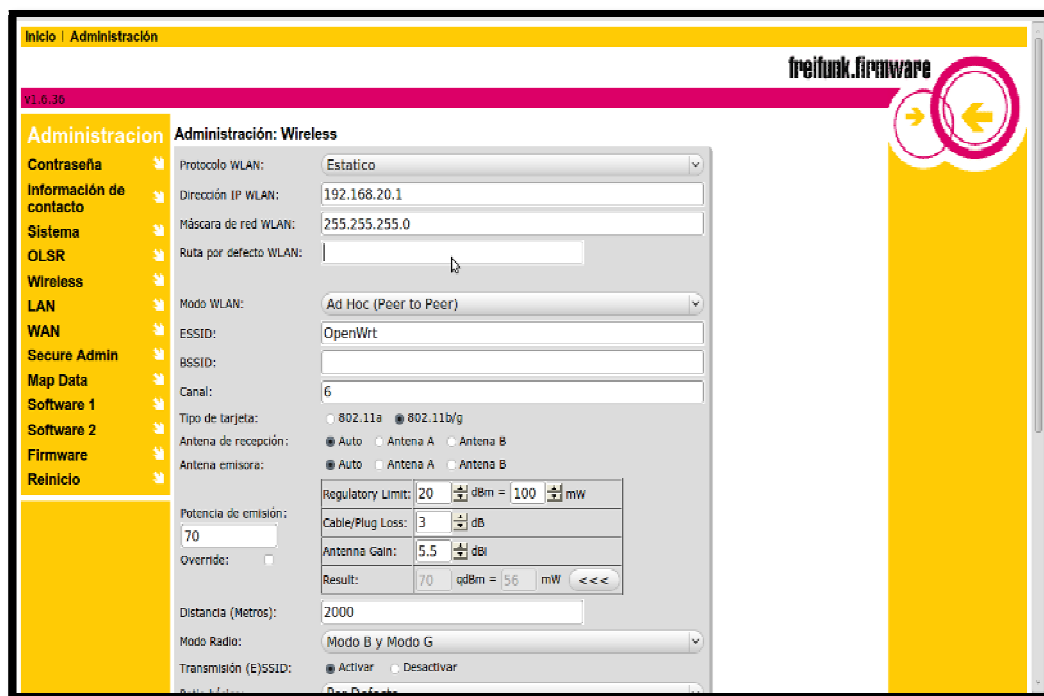 Inicio | Administración
freifunk.firmware
v1.6.36
Administracion
Contraseña
Información de contacto
Sistema
OLSR
Wireless
LAN
WAN
Secure Admin
Map Data
Software 1
Software 2
Firmware
Reinicio
Administración: Wireless
Protocolo WLAN: Estatico
Dirección IP WLAN: 192.168.20.1
Máscara de red WLAN: 255.255.255.0
Ruta por defecto WLAN:
Modo WLAN: Ad Hoc (Peer to Peer)
ESSID: OpenWrt
BSSID:
Canal: 6
Tipo de tarjeta: 802.11a 802.11b/g
Antena de recepción: Auto Antena A Antena B
Antena emisora: Auto Antena A Antena B
Potencia de emisión:
70
Override:
Regulatory Limit: 20 dBm = 100 mW
Cable/Plug Loss: 3 dB
Antenna Gain: 5.5 dBi
Result: 70 qdBm = 56 mW <<<
Distancia (Metros): 2000
Modo Radio: Modo B y Modo G
Transmisión (E)SSID: Activar Desactivar
Por Defecto